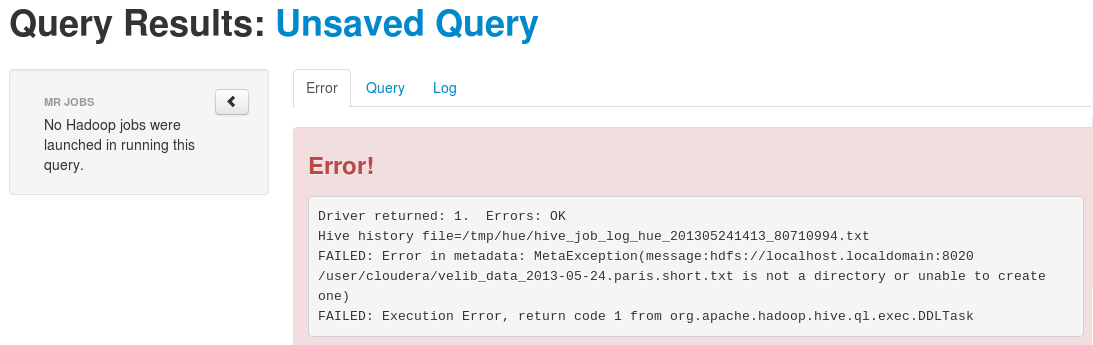 Query Results: Unsaved Query
MR JOBS
No Hadoop jobs were
launched in running this
query.
Error
Query
Log
Error!
Driver returned: 1.  Errors: OK
Hive history file=/tmp/hue/hive_job_log_hue_201305241413_80710994.txt
FAILED: Error in metadata: MetaException(message:hdfs://localhost.localdomain:8020
/user/cloudera/velib_data_2013-05-24.paris.short.txt is not a directory or unable to create
one)
FAILED: Execution Error, return code 1 from org.apache.hadoop.hive.ql.exec.DDLTask